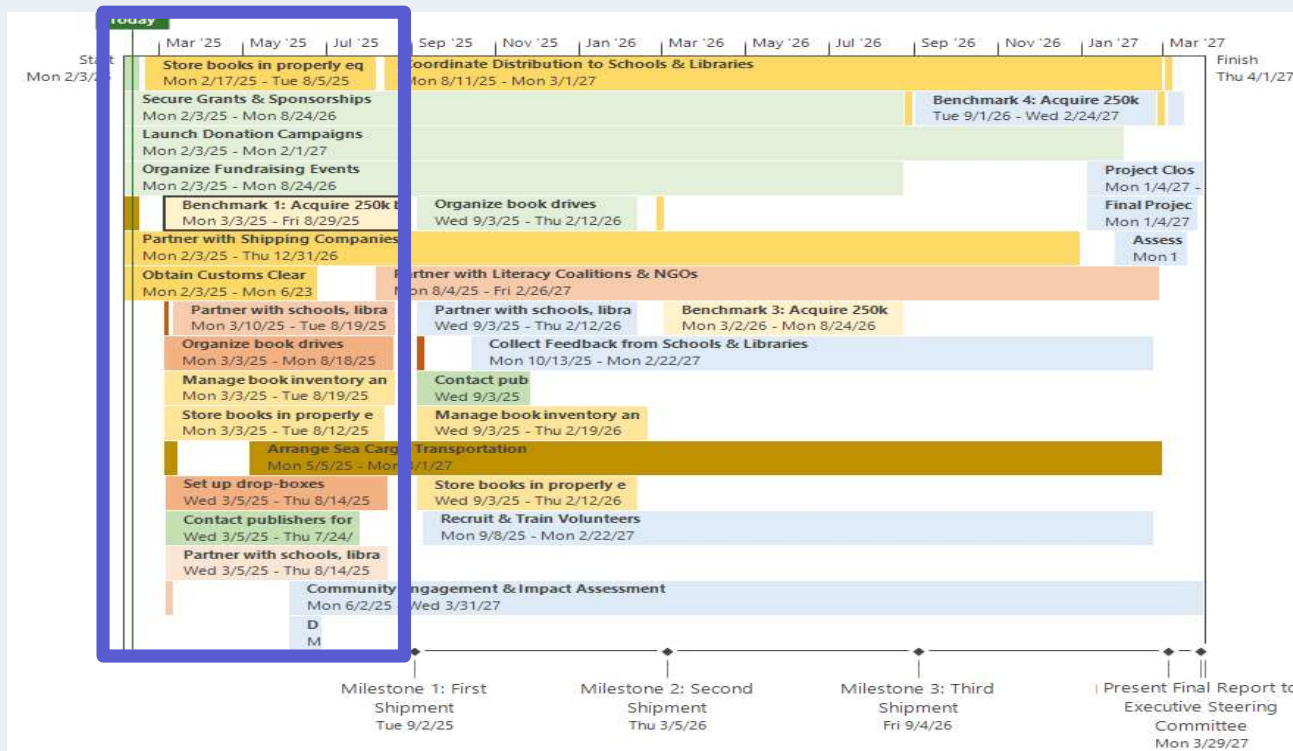 Today
Mar '25 May '25 Jul '25 Sep '25 Nov '25 Jan '26 Mar '26 May '26 Jul '26 Sep '26 Nov '26 Jan '27 Mar '27
Start
Mon 2/3/25
Finish
Thu 4/1/27
Store books in properly eq
Mon 2/17/25 - Tue 8/5/25
Coordinate Distribution to Schools & Libraries
Mon 8/11/25 - Mon 3/1/27
Secure Grants & Sponsorships
Mon 2/3/25 - Mon 8/24/26
Benchmark 4: Acquire 250k
Tue 9/1/26 - Wed 2/24/27
Launch Donation Campaigns
Mon 2/3/25 - Mon 2/1/27
Organize Fundraising Events
Mon 2/3/25 - Mon 8/24/26
Project Clos
Mon 1/4/27 -
Benchmark 1: Acquire 250k b
Mon 3/3/25 - Fri 8/29/25
Organize book drives
Wed 9/3/25 - Thu 2/12/26
Final Projec
Mon 1/4/27
Partner with Shipping Companies
Mon 2/3/25 - Thu 12/31/26
Assess
Mon 1
Obtain Customs Clear
Mon 2/3/25 - Mon 6/23
Partner with Literacy Coalitions & NGOs
Mon 8/4/25 - Fri 2/26/27
Partner with schools, libra
Mon 3/10/25 - Tue 8/19/25
Partner with schools, libra
Wed 9/3/25 - Thu 2/12/26
Benchmark 3: Acquire 250k
Mon 3/2/26 - Mon 8/24/26
Organize book drives
Mon 3/3/25 - Mon 8/18/25
Collect Feedback from Schools & Libraries
Mon 10/13/25 - Mon 2/22/27
Manage book inventory an
Mon 3/3/25 - Tue 8/19/25
Contact pub
Wed 9/3/25
Store books in properly e
Mon 3/3/25 - Tue 8/12/25
Manage book inventory an
Wed 9/3/25 - Thu 2/19/26
Arrange Sea Cargo Transportation
Mon 5/5/25 - Mon 3/1/27
Set up drop-boxes
Wed 3/5/25 - Thu 8/14/25
Store books in properly e
Wed 9/3/25 - Thu 2/12/26
Contact publishers for
Wed 3/5/25 - Thu 7/24/
Recruit & Train Volunteers
Mon 9/8/25 - Mon 2/22/27
Partner with schools, libra
Wed 3/5/25 - Thu 8/14/25
Community Engagement & Impact Assessment
Mon 6/2/25 - Wed 3/31/27
D
M
Milestone 1: First
Shipment
Tue 9/2/25
Milestone 2: Second
Shipment
Thu 3/5/26
Milestone 3: Third
Shipment
Fri 9/4/26
Present Final Report to
Executive Steering
Committee
Mon 3/29/27